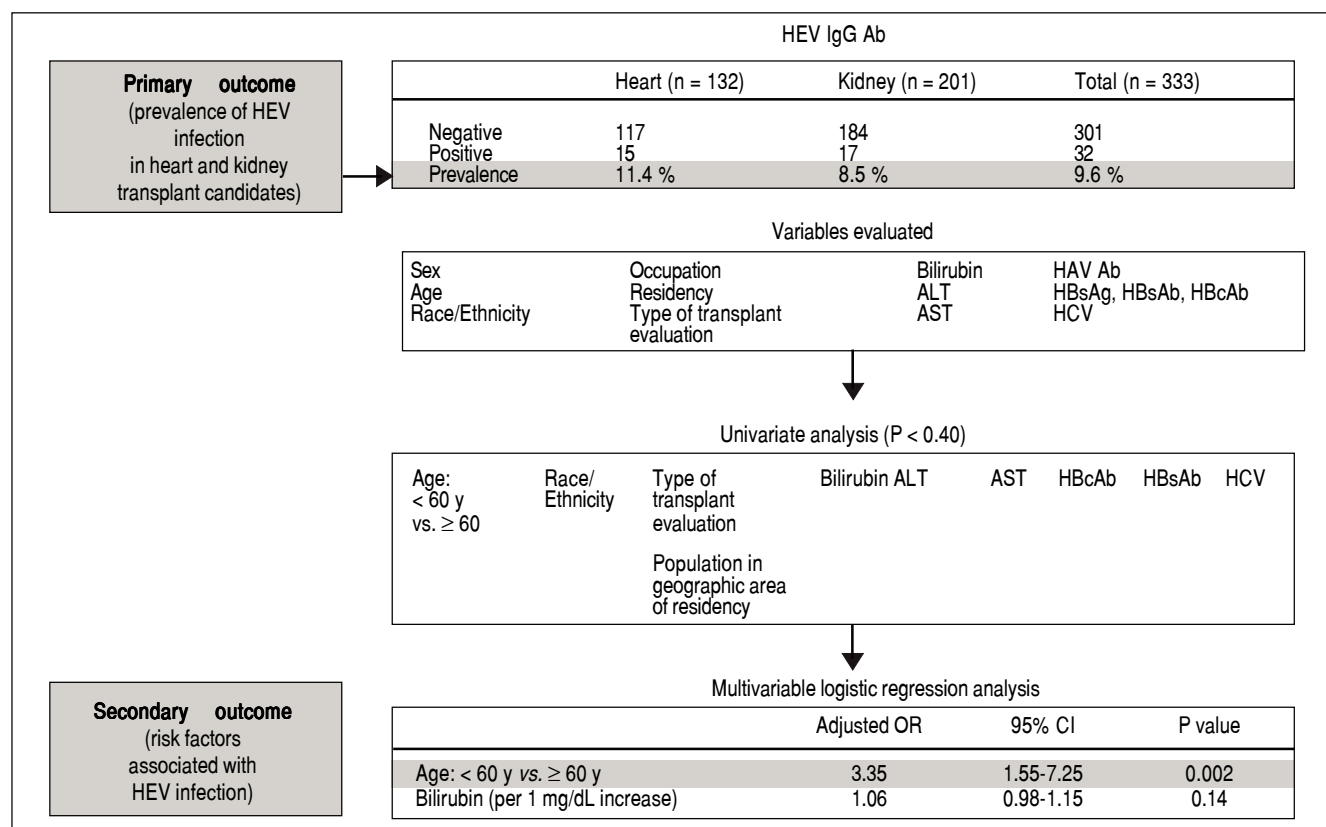 HEV IgG Ab
Primary outcome
(prevalence of HEV
infection
in heart and kidney
transplant candidates)
Heart (n = 132) Kidney (n = 201) Total (n = 333)
Negative 117 184 301
Positive 15 17 32
Prevalence 11.4 % 8.5 % 9.6 %
Variables evaluated
Sex Occupation Bilirubin HAV Ab
Age Residency ALT HBsAg, HBsAb, HBcAb
Race/Ethnicity Type of transplant AST HCV
evaluation
Univariate analysis (P < 0.40)
Age: Race/ Type of Bilirubin ALT AST HBcAb HBsAb HCV
< 60 y Ethnicity transplant
vs. ≥ 60 evaluation
Population in
geographic area
of residency
Multivariable logistic regression analysis
Secondary outcome
(risk factors
associated with
HEV infection)
Adjusted OR 95% CI P value
Age: < 60 y vs. ≥ 60 y 3.35 1.55-7.25 0.002
Bilirubin (per 1 mg/dL increase) 1.06 0.98-1.15 0.14